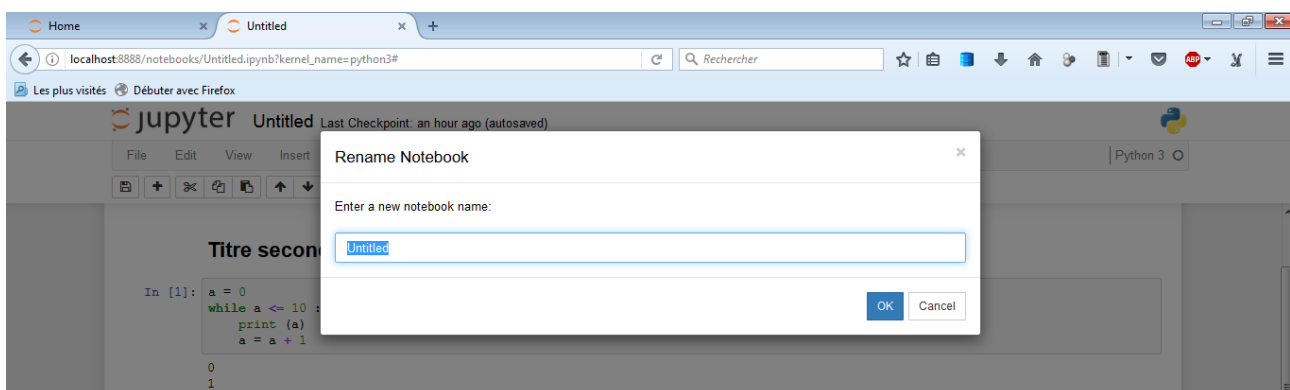 Home
Untitled
localhost:8888/notebooks/Untitled.ipynb?kernel_name=python3#
Rechercher
ABP
Les plus visités Débuter avec Firefox
jupyter Untitled Last Checkpoint: an hour ago (autosaved)
File Edit View Insert
Python 3
Rename Notebook
Enter a new notebook name:
Untitled
OK Cancel
Titre secon
In [1]: a = 0
while a <= 10 :
print (a)
a = a + 1
0
1